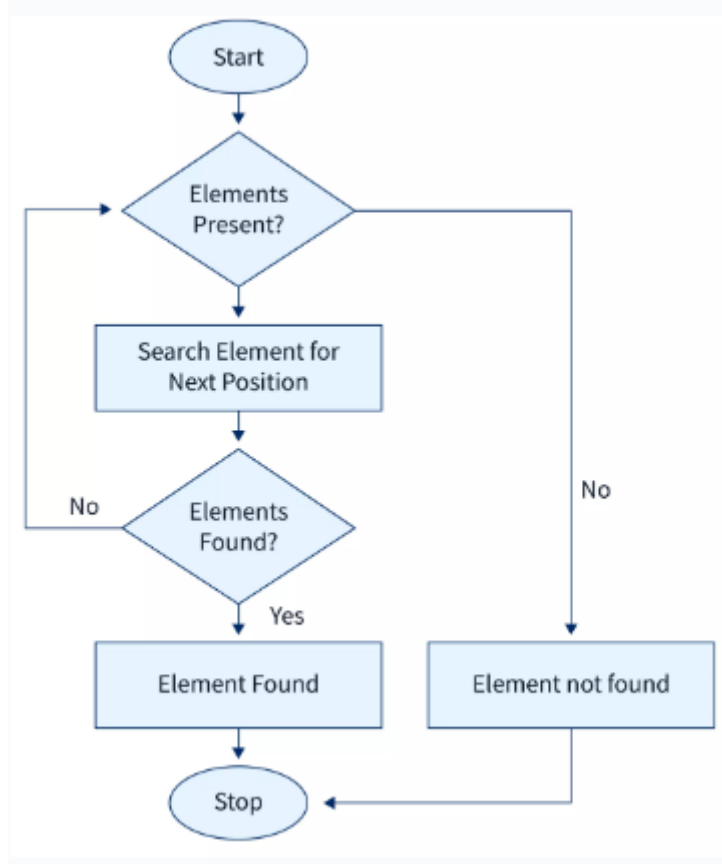 Start
Elements
Present?
Search Element for
Next Position
No
No
Elements
Found?
Yes
Element Found
Element not found
Stop